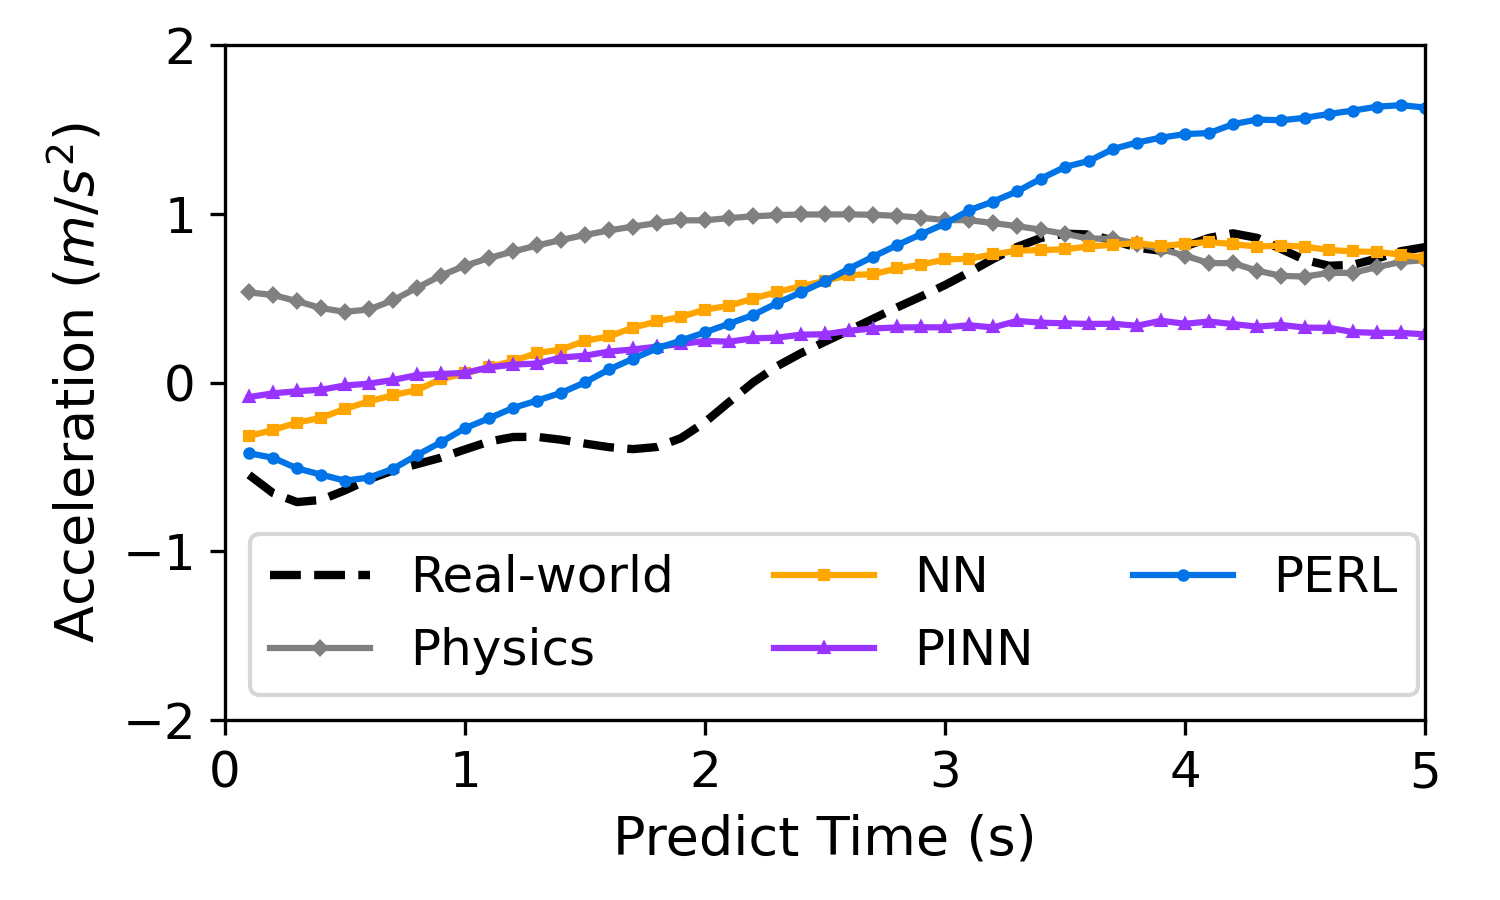 2
1
0
−1
−2
Acceleration (m/s²)
Real-world
NN
PERL
Physics
PINN
0 1 2 3 4 5
Predict Time (s)